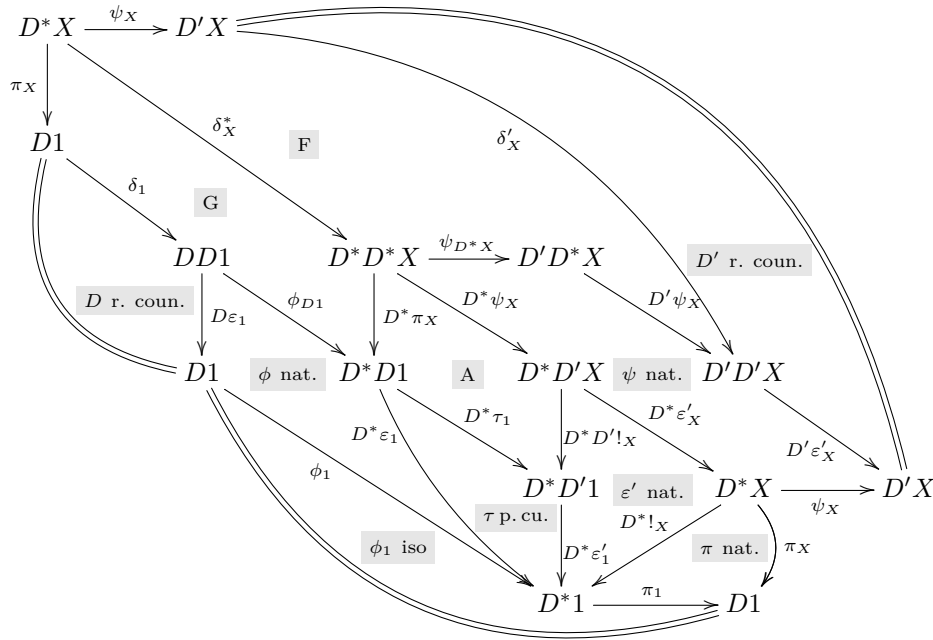 D*X ψ_X D′X
π_X
δ*_X F δ′_X
D1
δ_1 G
DD1 D*D*X ψ_{D*X} D′D*X D′ r. coun.
D r. coun. Dε_1 φ_{D1} D*π_X D*ψ_X D′ψ_X
D1 φ nat. D*D1 A D*D′X ψ nat. D′D′X
φ_1 D*ε_1 D*τ_1 D*D′!_X D*ε′_X D′ε′_X
D*D′1 ε′ nat. D*X ψ_X D′X
φ_1 iso τ p. cu. D*ε′_1 D*!_X π nat. π_X
D*1 π_1 D1